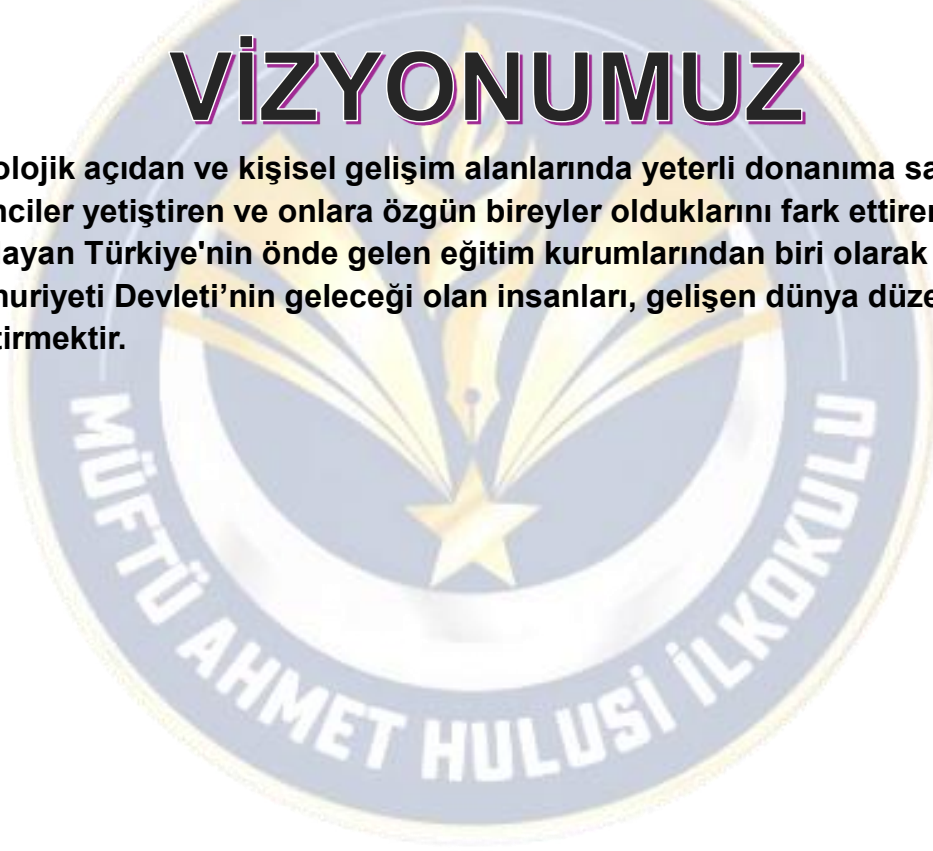 VİZYONUMUZ
olojik açıdan ve kişisel gelişim alanlarında yeterli donanıma sa
nciler yetiştiren ve onlara özgün bireyler olduklarını fark ettiren
ayan Türkiye'nin önde gelen eğitim kurumlarından biri olarak
nuriyeti Devleti’nin geleceği olan insanları, gelişen dünya düze
tirmektir.
MÜFTÜ AHMET HULUSİ İLKOKULU